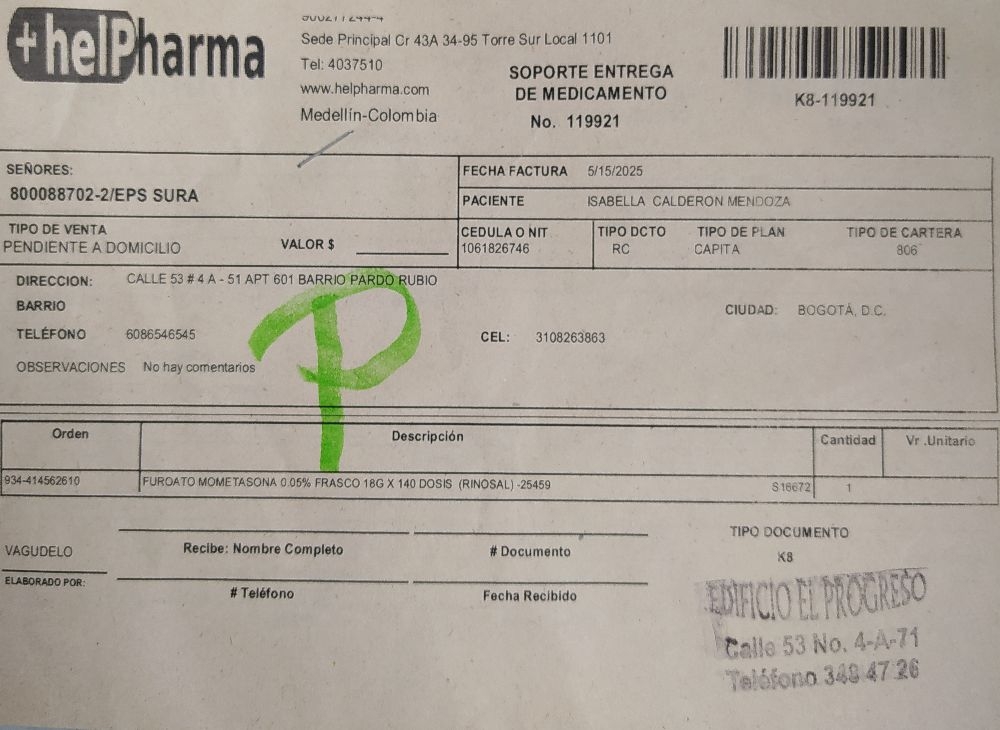 +helPharma
Sede Principal Cr 43A 34-95 Torre Sur Local 1101
Tel: 4037510
www.helpharma.com
Medellín-Colombia
SOPORTE ENTREGA
DE MEDICAMENTO
No. 119921
K8-119921
SEÑORES:
800088702-2/EPS SURA
FECHA FACTURA 5/15/2025
PACIENTE ISABELLA CALDERON MENDOZA
TIPO DE VENTA
PENDIENTE A DOMICILIO VALOR $
CEDULA O NIT TIPO DCTO TIPO DE PLAN TIPO DE CARTERA
1061826746 RC CAPITA 806
DIRECCION: CALLE 53 # 4 A - 51 APT 601 BARRIO PARDO RUBIO
BARRIO
CIUDAD: BOGOTÁ, D.C.
TELÉFONO 6086546545 CEL: 3108263863
OBSERVACIONES No hay comentarios
P
Orden Descripción Cantidad Vr .Unitario
934-414562610 FUROATO MOMETASONA 0.05% FRASCO 18G X 140 DOSIS (RINOSAL) -25459 S16672 1
VAGUDELO
ELABORADO POR:
Recibe: Nombre Completo # Documento
# Teléfono Fecha Recibido
TIPO DOCUMENTO
K8
EDIFICIO EL PROGRESO
Calle 53 No. 4-A-71
Teléfono 348 47 26